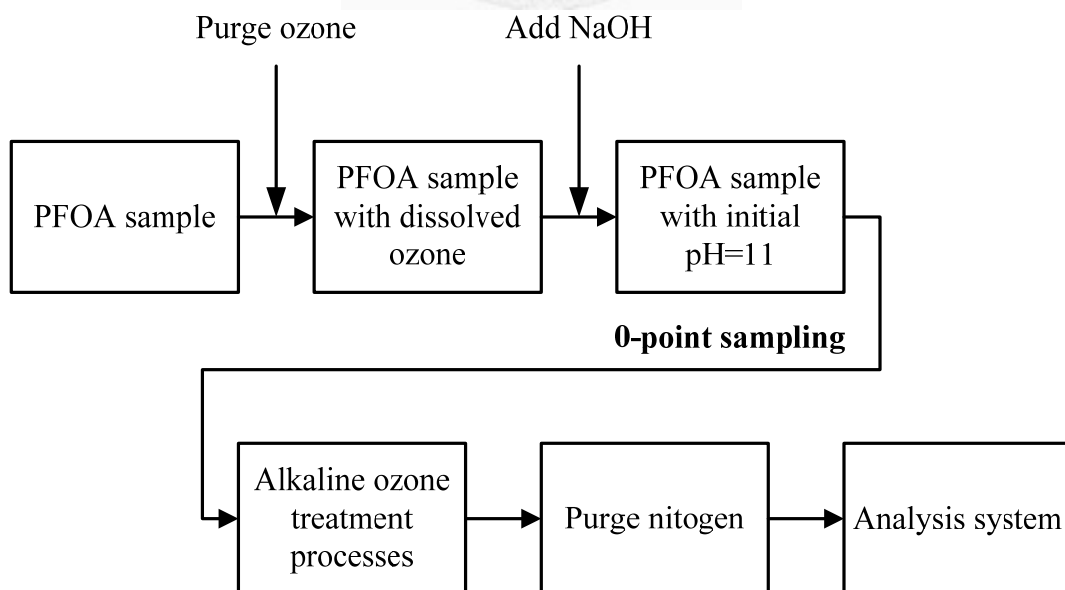 Purge ozone
Add NaOH
PFOA sample
PFOA sample
with dissolved
ozone
PFOA sample
with initial
pH=11
0-point sampling
Alkaline ozone
treatment
processes
Purge nitogen
Analysis system